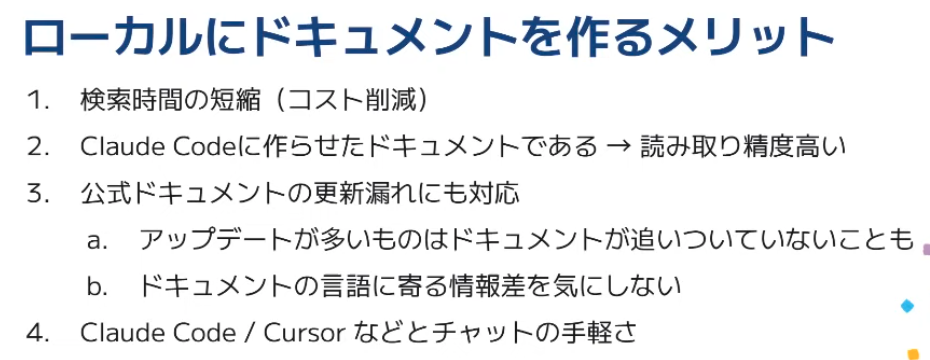 ローカルにドキュメントを作るメリット
1. 検索時間の短縮（コスト削減）
2. Claude Codeに作らせたドキュメントである → 読み取り精度高い
3. 公式ドキュメントの更新漏れにも対応
a. アップデートが多いものはドキュメントが追いついていないことも
b. ドキュメントの言語に寄る情報差を気にしない
4. Claude Code / Cursor などとチャットの手軽さ